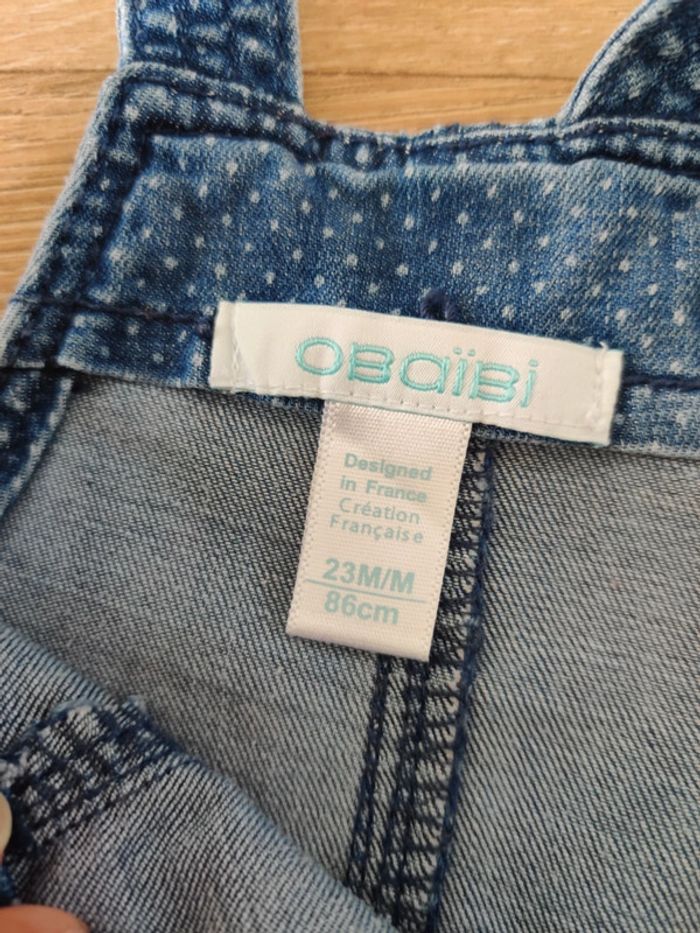 OBaïBi
Designed
in France
Création
Française
23M/M
86cm